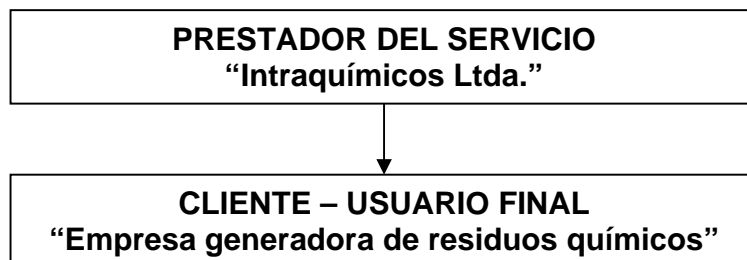 PRESTADOR DEL SERVICIO
“Intraquímicos Ltda.”
CLIENTE – USUARIO FINAL
“Empresa generadora de residuos químicos”